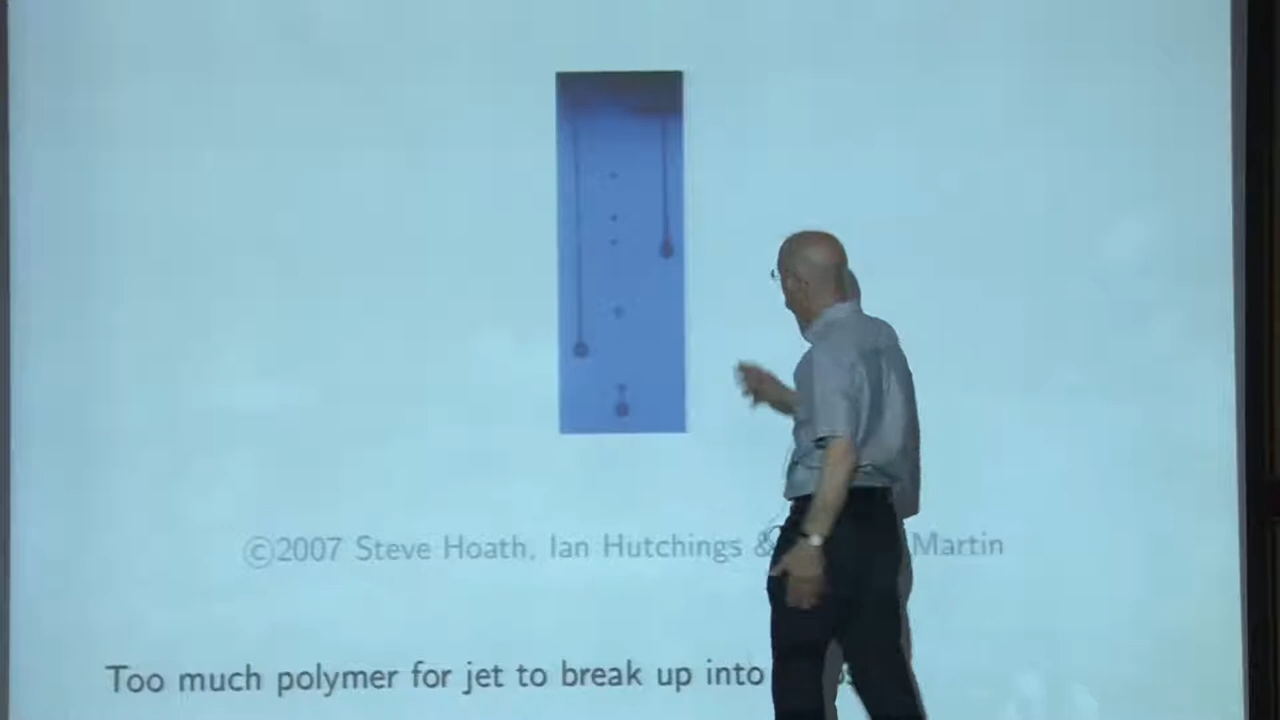 ©2007 Steve Hoath, Ian Hutchings & Martin
Too much polymer for jet to break up into